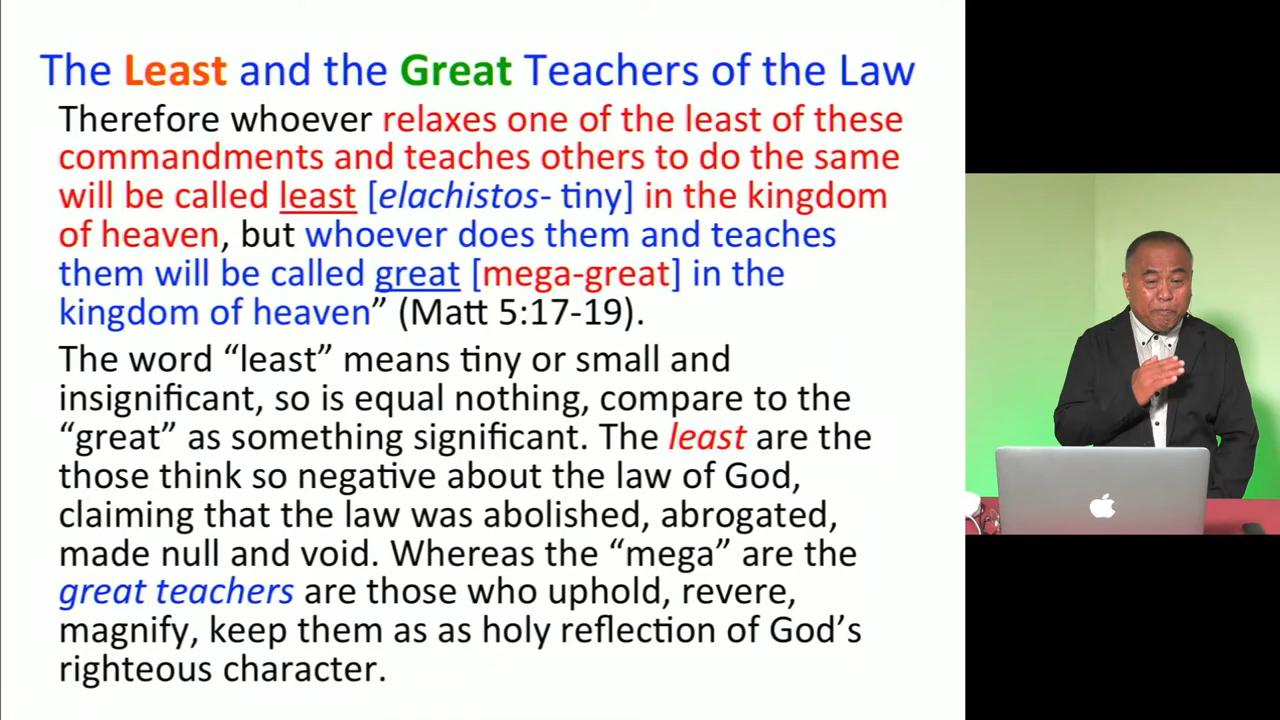 The Least and the Great Teachers of the Law
Therefore whoever relaxes one of the least of these
commandments and teaches others to do the same
will be called least [elachistos- tiny] in the kingdom
of heaven, but whoever does them and teaches
them will be called great [mega-great] in the
kingdom of heaven” (Matt 5:17-19).
The word “least” means tiny or small and
insignificant, so is equal nothing, compare to the
“great” as something significant. The least are the
those think so negative about the law of God,
claiming that the law was abolished, abrogated,
made null and void. Whereas the “mega” are the
great teachers are those who uphold, revere,
magnify, keep them as as holy reflection of God’s
righteous character.